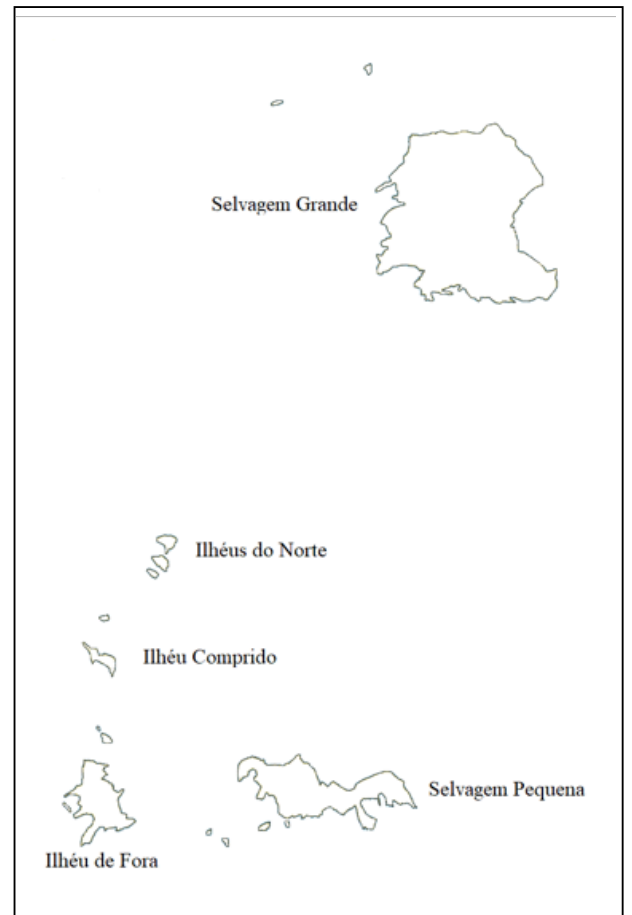 Selvagem Grande
Ilhéus do Norte
Ilhéu Comprido
Selvagem Pequena
Ilhéu de Fora